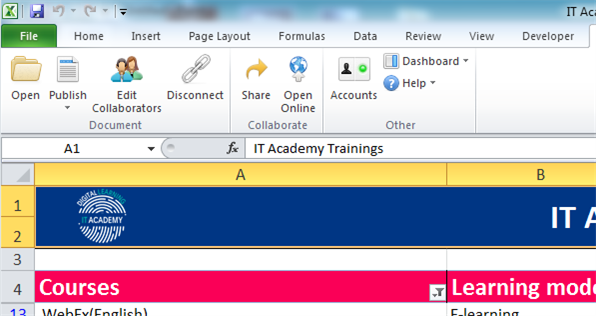 IT Aca
File Home Insert Page Layout Formulas Data Review View Developer
Open Publish Edit Collaborators Disconnect Share Open Online Accounts Dashboard
Help
Document Collaborate Other
A1 fx IT Academy Trainings
A B
1
DIGITAL LEARNING
IT ACADEMY
IT A
2
3
4 Courses Learning mode
13 WebEx(English) E-learning